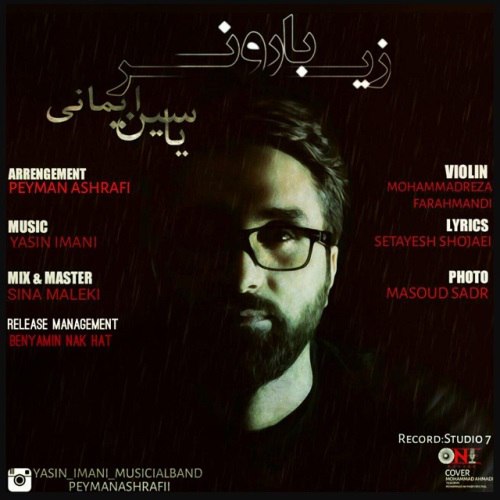 زیر بارون
یاسین ایمانی
ARRENGEMENT
PEYMAN ASHRAFI
MUSIC
YASIN IMANI
MIX & MASTER
SINA MALEKI
RELEASE MANAGEMENT
BENYAMIN NAK HAT
VIOLIN
MOHAMMADREZA
FARAHMANDI
LYRICS
SETAYESH SHOJAEI
PHOTO
MASOUD SADR
RECORD:STUDIO 7
COVER
MOHAMMAD AHMADI
YASIN_IMANI_MUSICIALBAND
PEYMANASHRAFII